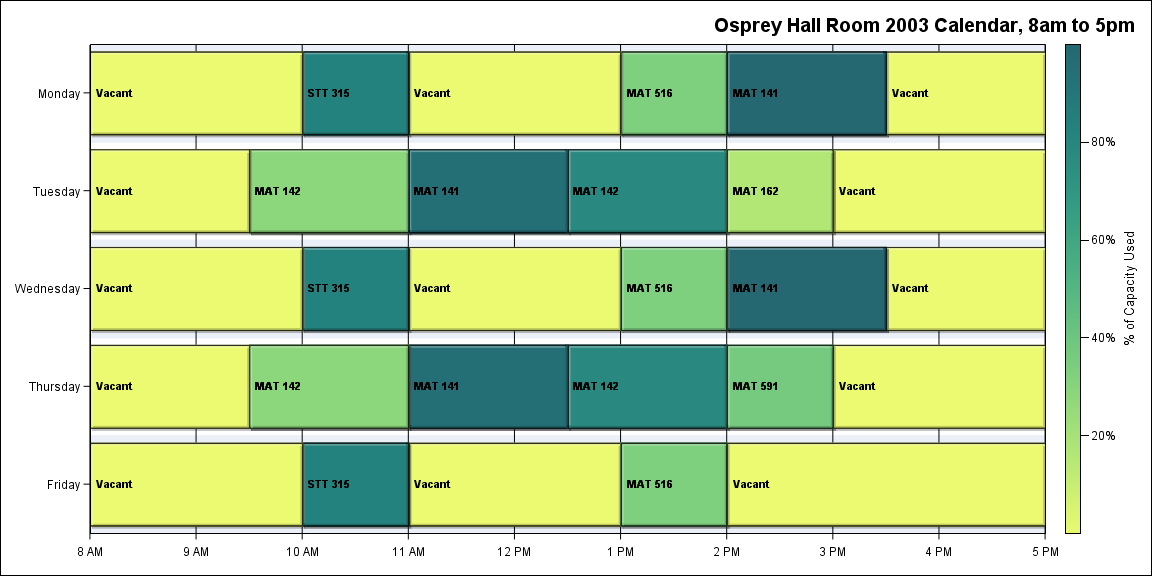 Osprey Hall Room 2003 Calendar, 8am to 5pm
Monday
Vacant
STT 315
Vacant
MAT 516
MAT 141
Vacant
Tuesday
Vacant
MAT 142
MAT 141
MAT 142
MAT 162
Vacant
Wednesday
Vacant
STT 315
Vacant
MAT 516
MAT 141
Vacant
Thursday
Vacant
MAT 142
MAT 141
MAT 142
MAT 591
Vacant
Friday
Vacant
STT 315
Vacant
MAT 516
Vacant
8 AM
9 AM
10 AM
11 AM
12 PM
1 PM
2 PM
3 PM
4 PM
5 PM
80%
60%
40%
20%
% of Capacity Used